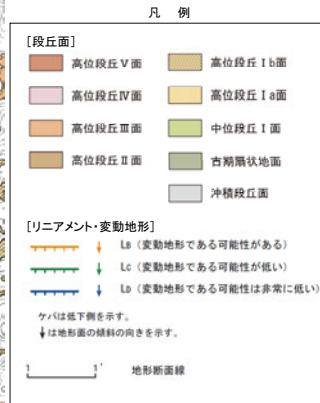 凡 例
[段丘面]
高位段丘Ⅴ面
高位段丘Ⅳ面
高位段丘Ⅲ面
高位段丘Ⅱ面
高位段丘Ⅰb面
高位段丘Ⅰa面
中位段丘Ⅰ面
古期扇状地面
沖積段丘面
[リニアメント・変動地形]
LB（変動地形である可能性がある）
LC（変動地形である可能性が低い）
LD（変動地形である可能性は非常に低い）
ケバは低下側を示す。
↓は地形面の傾斜の向きを示す。
1 1' 地形断面線